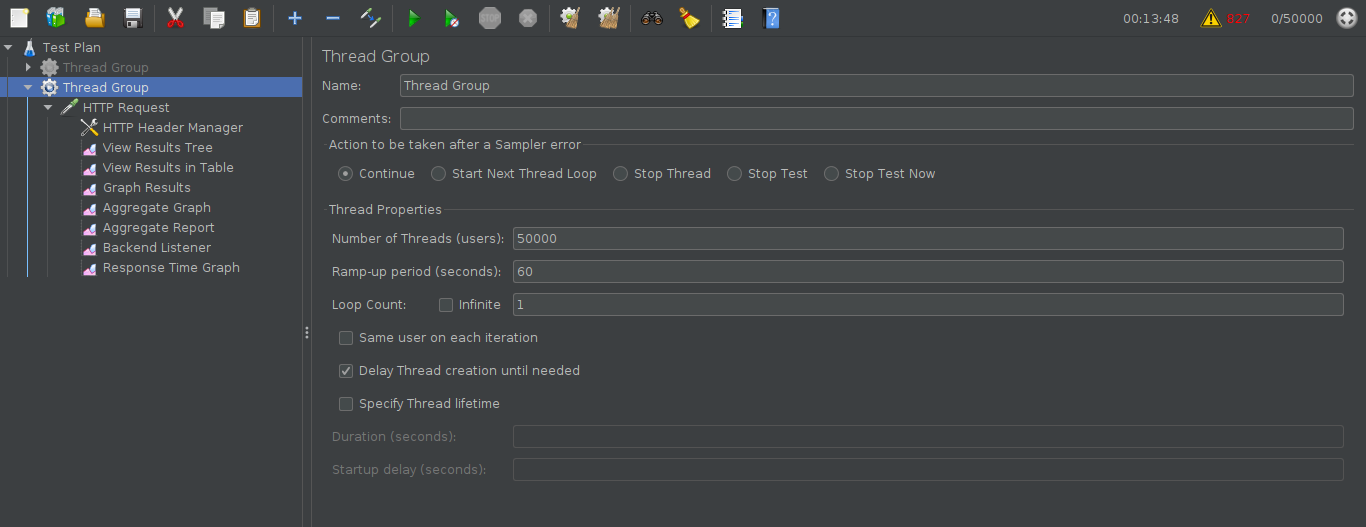 00:13:48 827 0/50000
Test Plan
Thread Group
Thread Group
HTTP Request
HTTP Header Manager
View Results Tree
View Results in Table
Graph Results
Aggregate Graph
Aggregate Report
Backend Listener
Response Time Graph
Thread Group
Name: Thread Group
Comments:
Action to be taken after a Sampler error
Continue Start Next Thread Loop Stop Thread Stop Test Stop Test Now
Thread Properties
Number of Threads (users): 50000
Ramp-up period (seconds): 60
Loop Count: Infinite 1
Same user on each iteration
Delay Thread creation until needed
Specify Thread lifetime
Duration (seconds):
Startup delay (seconds):